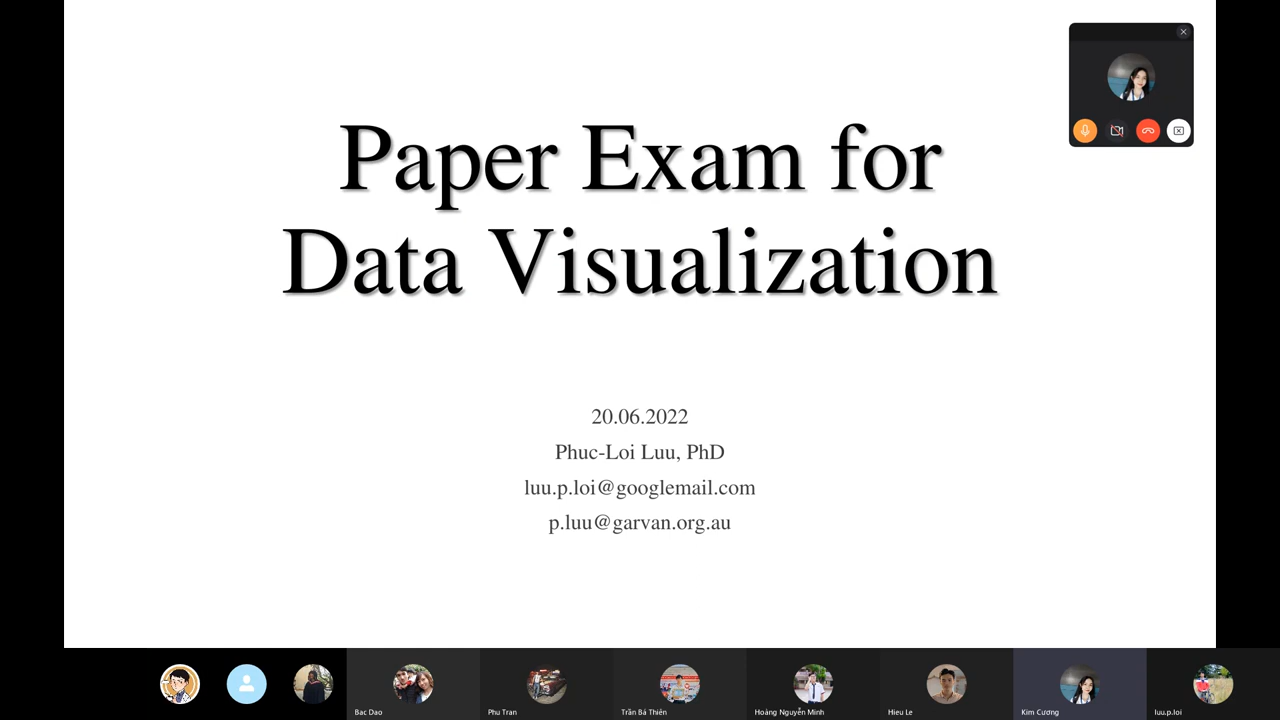 Paper Exam for
Data Visualization
20.06.2022
Phuc-Loi Luu, PhD
luu.p.loi@googlemail.com
p.luu@garvan.org.au
Bac Dao
Phu Tran
Trần Bá Thiên
Hoàng Nguyễn Minh
Hieu Le
Kim Cương
luu.p.loi